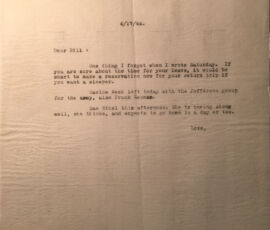 4/17/44.
Dear Bill:
One thing I forgot when I wrote Saturday. If
you are sure about the time for your leave, it would be
smart to make a reservation now for your return trip if
you want a sleeper.
left today with the Jefferson group
for the army, also Frank
Saw Ethel this afternoon. She is coming along
well, she thinks, and expects to go home in a day or two.
Love,